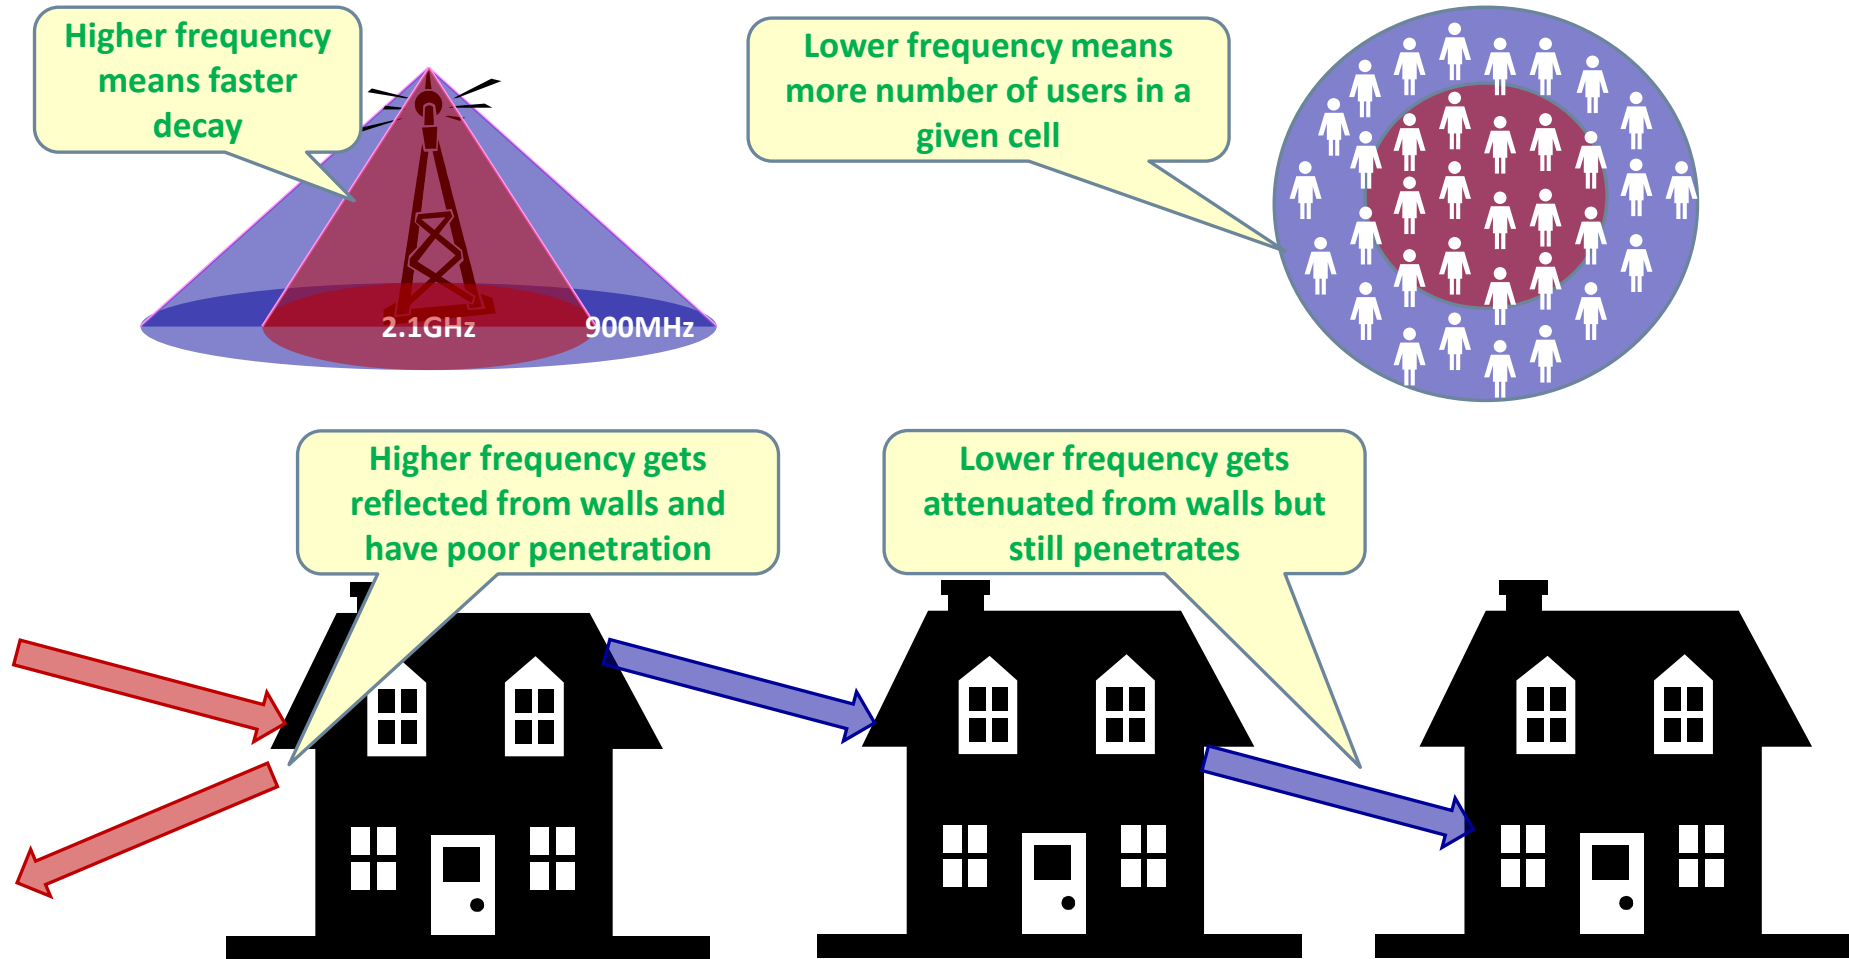 Higher frequency
means faster
decay
Lower frequency means
more number of users in a
given cell
2.1GHz
900MHz
Higher frequency gets
reflected from walls and
have poor penetration
Lower frequency gets
attenuated from walls but
still penetrates